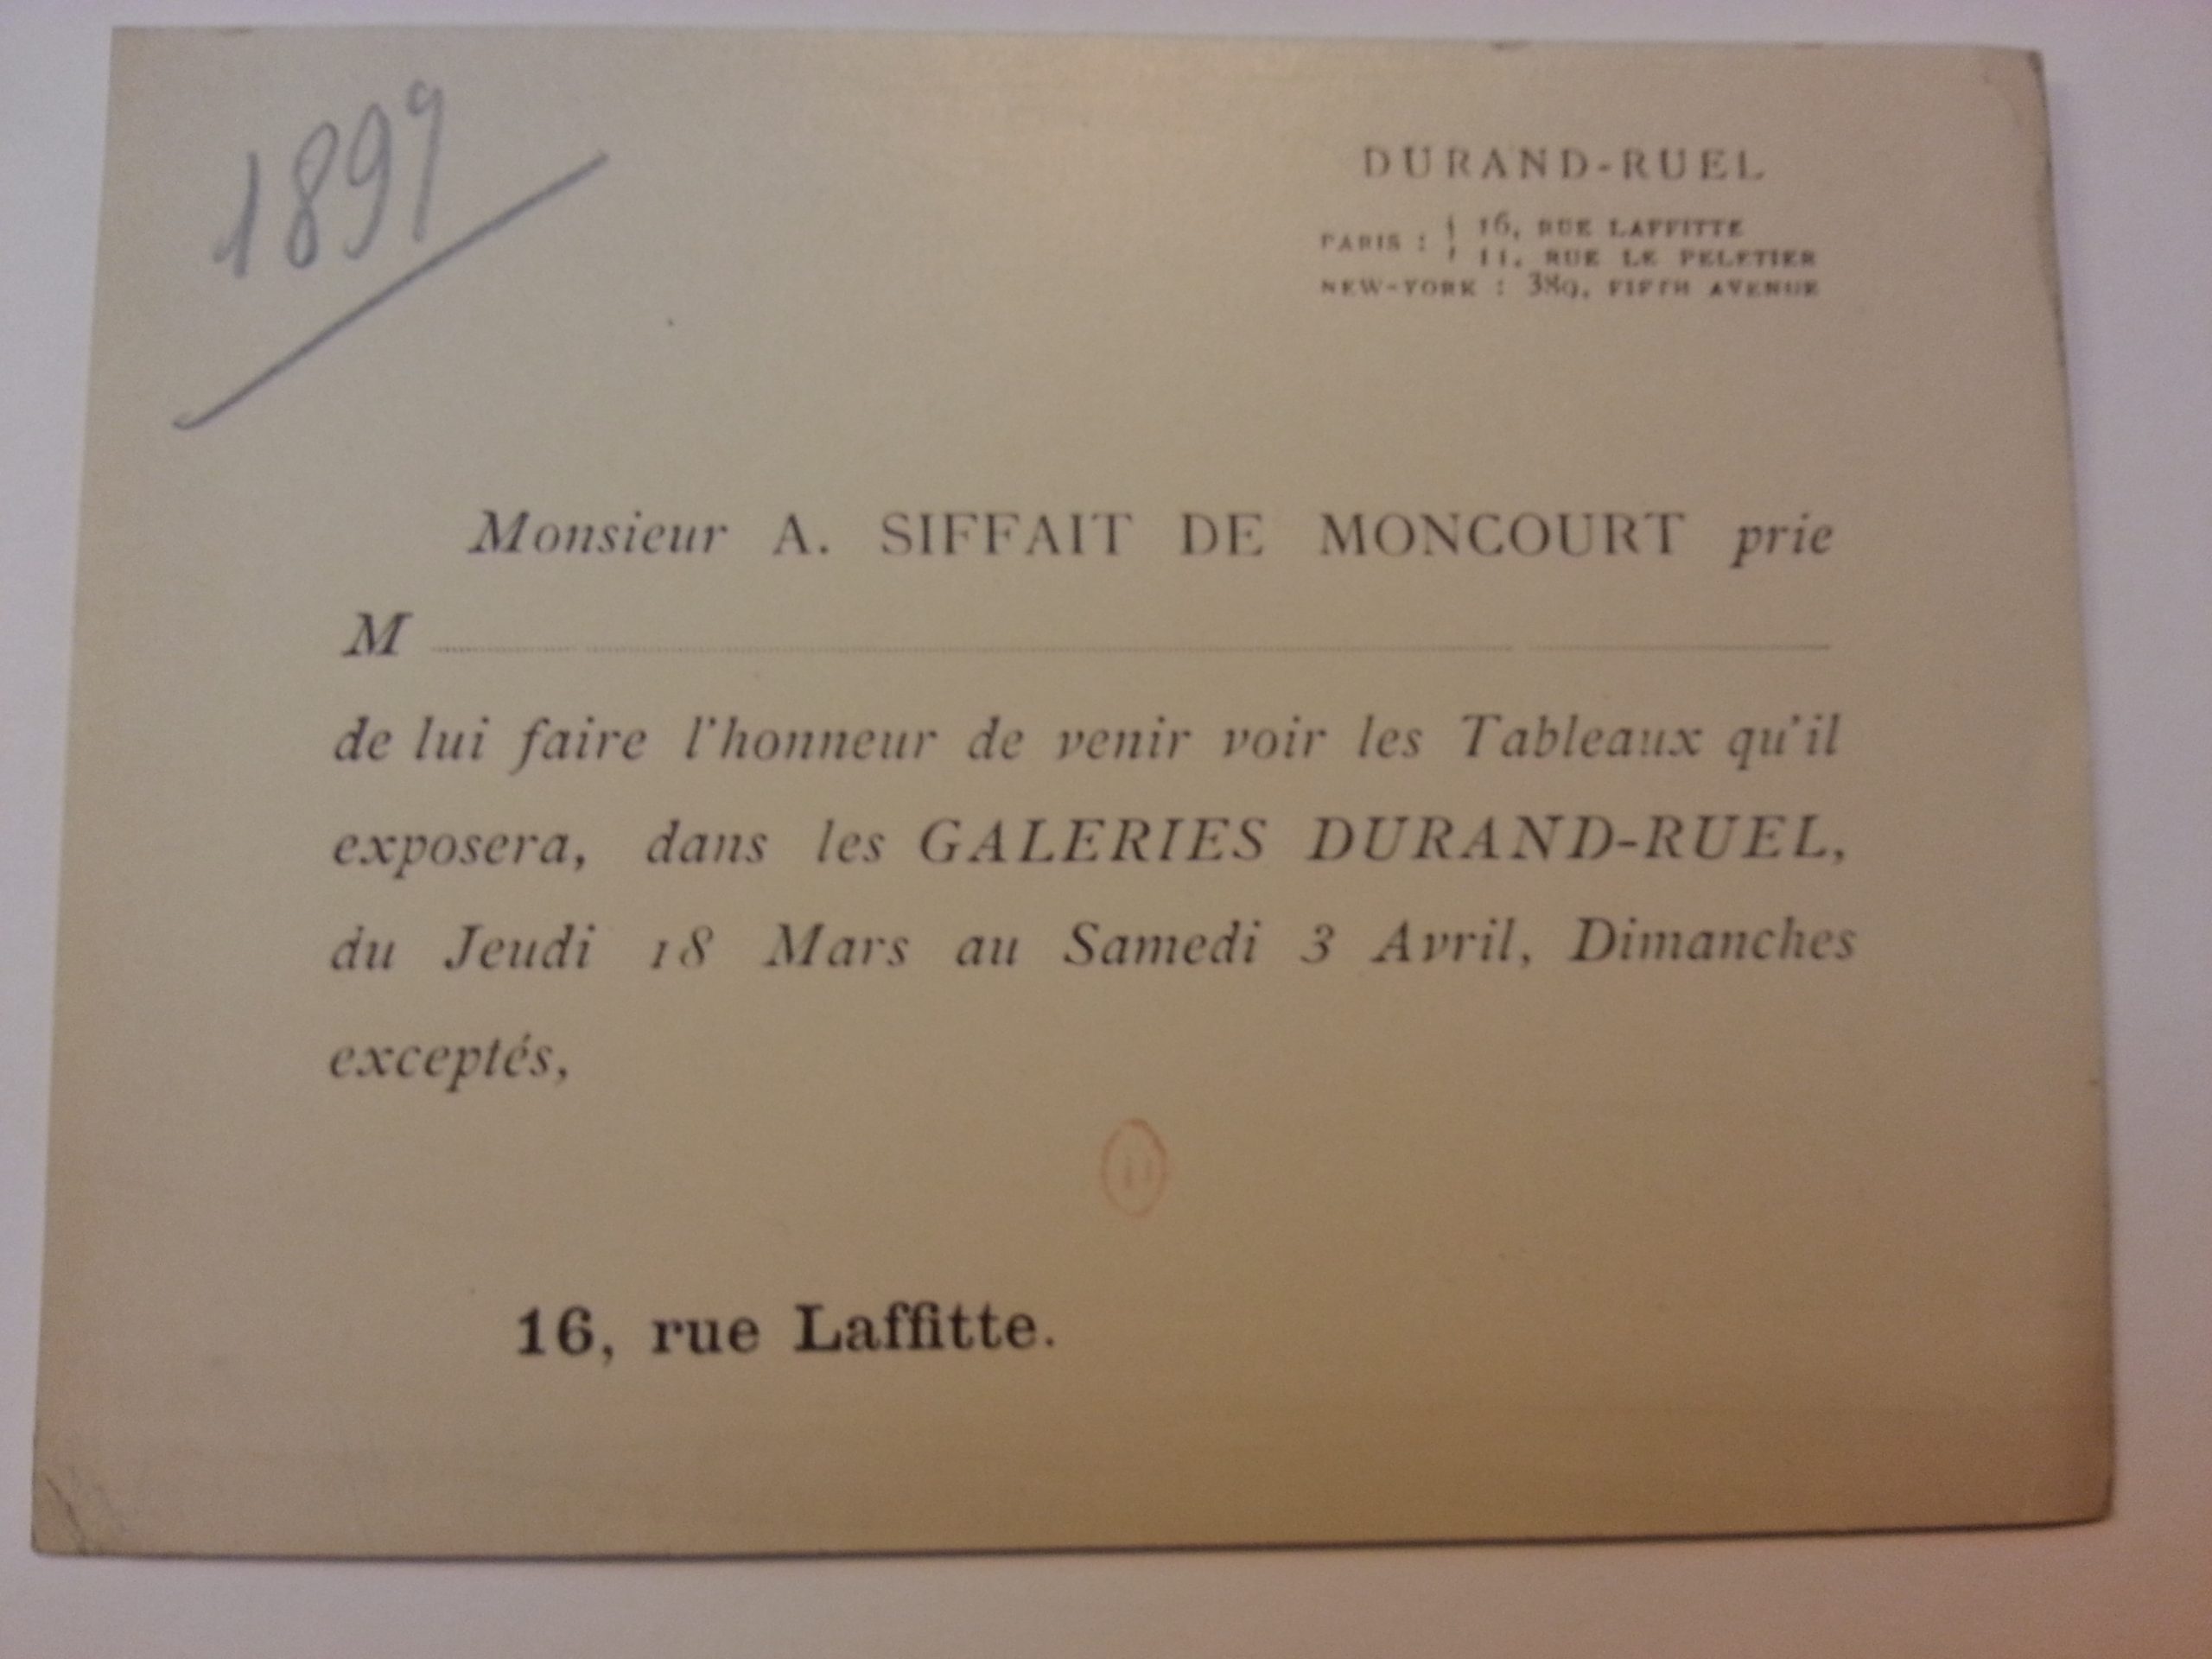 1899
DURAND-RUEL
PARIS : { 16, RUE LAFFITTE
11, RUE LE PELETIER
NEW-YORK : 389, FIFTH AVENUE
Monsieur A. SIFFAIT DE MONCOURT prie
M
de lui faire l'honneur de venir voir les Tableaux qu'il
exposera, dans les GALERIES DURAND-RUEL,
du Jeudi 18 Mars au Samedi 3 Avril, Dimanches
exceptés,
16, rue Laffitte.